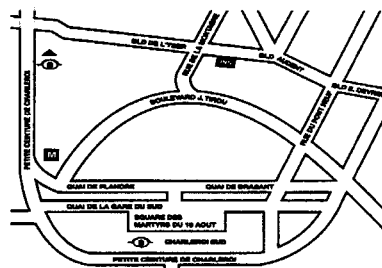 BLD DE L'YSER
RUE DE LA MONTAGNE
ING
BLD AUDENT
BLD E. DEVREUX
PETITE CEINTURE DE CHARLEROI
BOULEVARD J. TIROU
RUE DU PONT NEUF
M
QUAI DE FLANDRE
QUAI DE BRABANT
QUAI DE LA GARE DU SUD
SQUARE DES
MARTYRS DU 18 AOUT
CHARLEROI SUD
PETITE CEINTURE DE CHARLEROI